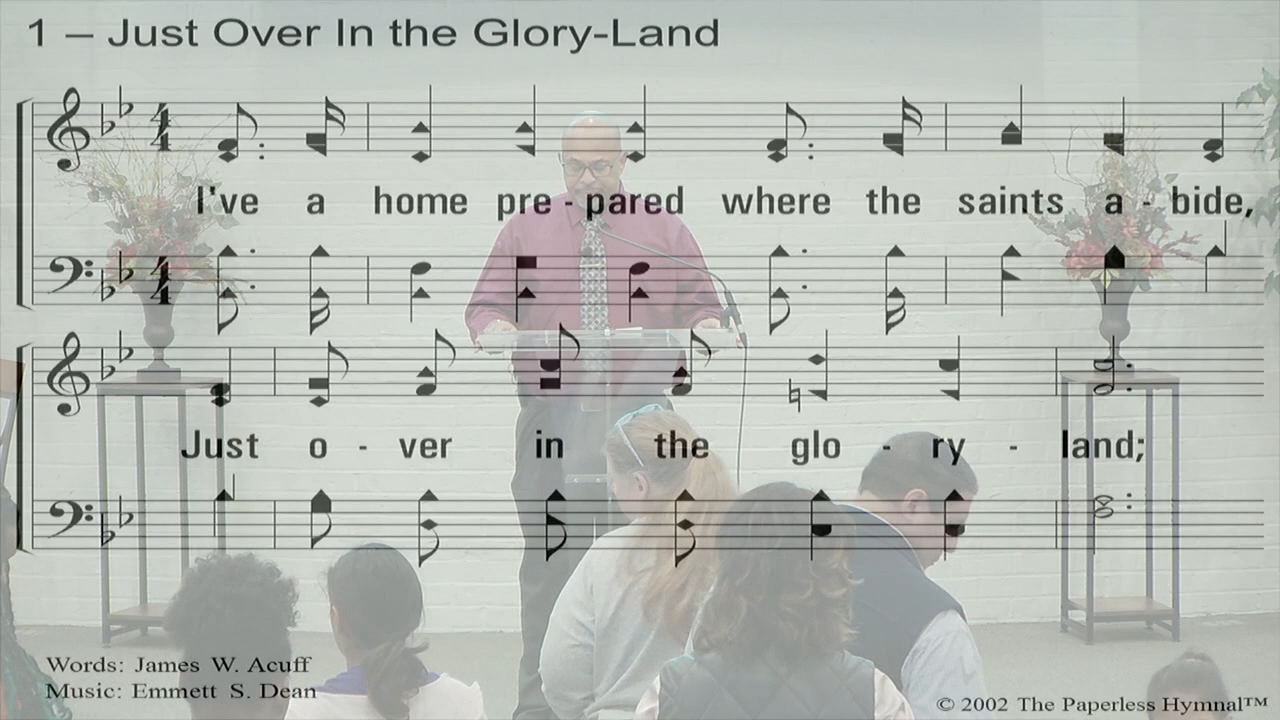 1 – Just Over In the Glory-Land
I've a home pre - pared where the saints a - bide,
Just o - ver in the glo - ry - land;
Words: James W. Acuff
Music: Emmett S. Dean
© 2002 The Paperless Hymnal™